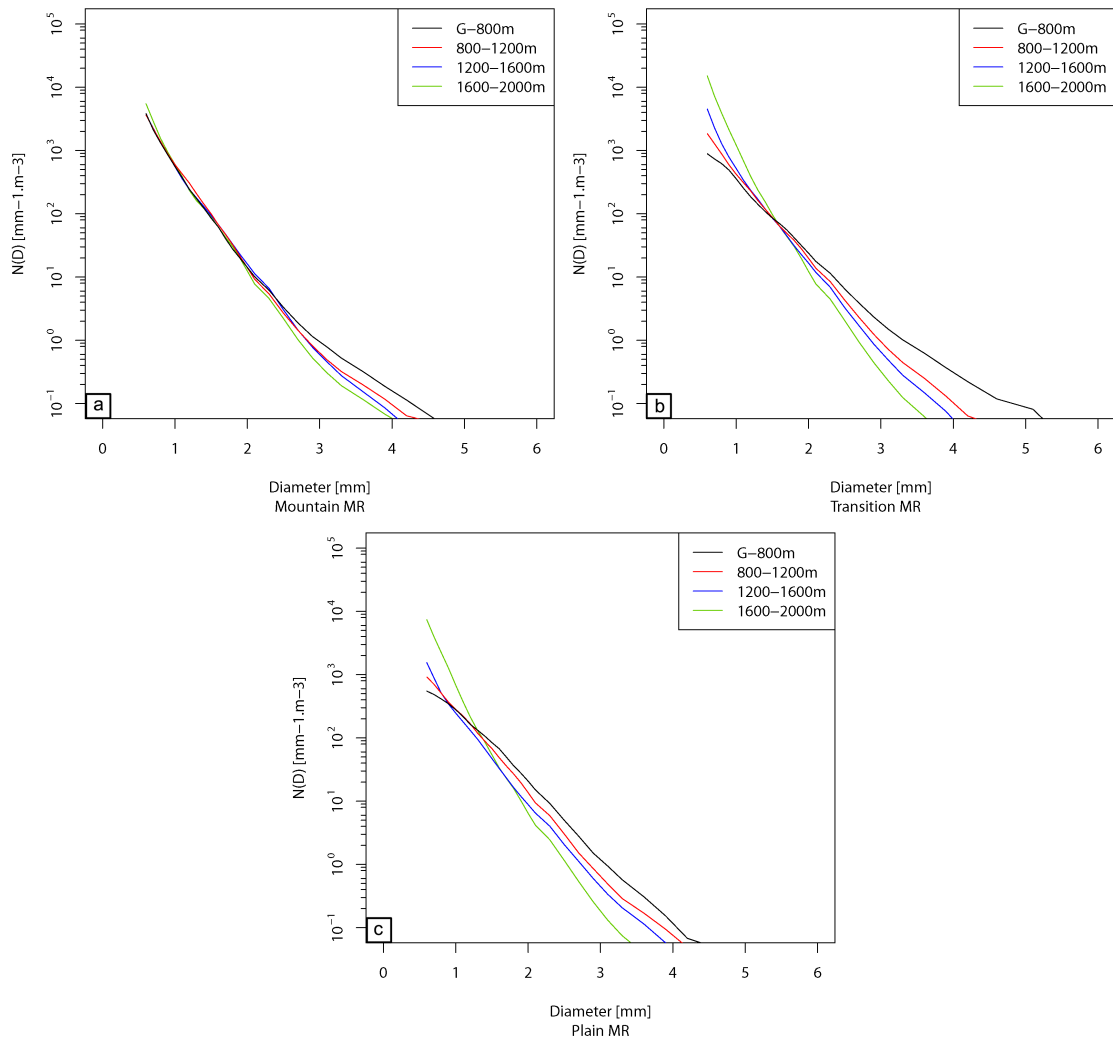 G−800m
800−1200m
1200−1600m
1600−2000m
N(D) [mm−1.m−3]
10^5
10^4
10^3
10^2
10^1
10^0
10^−1
a
0 1 2 3 4 5 6
Diameter [mm]
Mountain MR
G−800m
800−1200m
1200−1600m
1600−2000m
N(D) [mm−1.m−3]
10^5
10^4
10^3
10^2
10^1
10^0
10^−1
b
0 1 2 3 4 5 6
Diameter [mm]
Transition MR
G−800m
800−1200m
1200−1600m
1600−2000m
N(D) [mm−1.m−3]
10^5
10^4
10^3
10^2
10^1
10^0
10^−1
c
0 1 2 3 4 5 6
Diameter [mm]
Plain MR